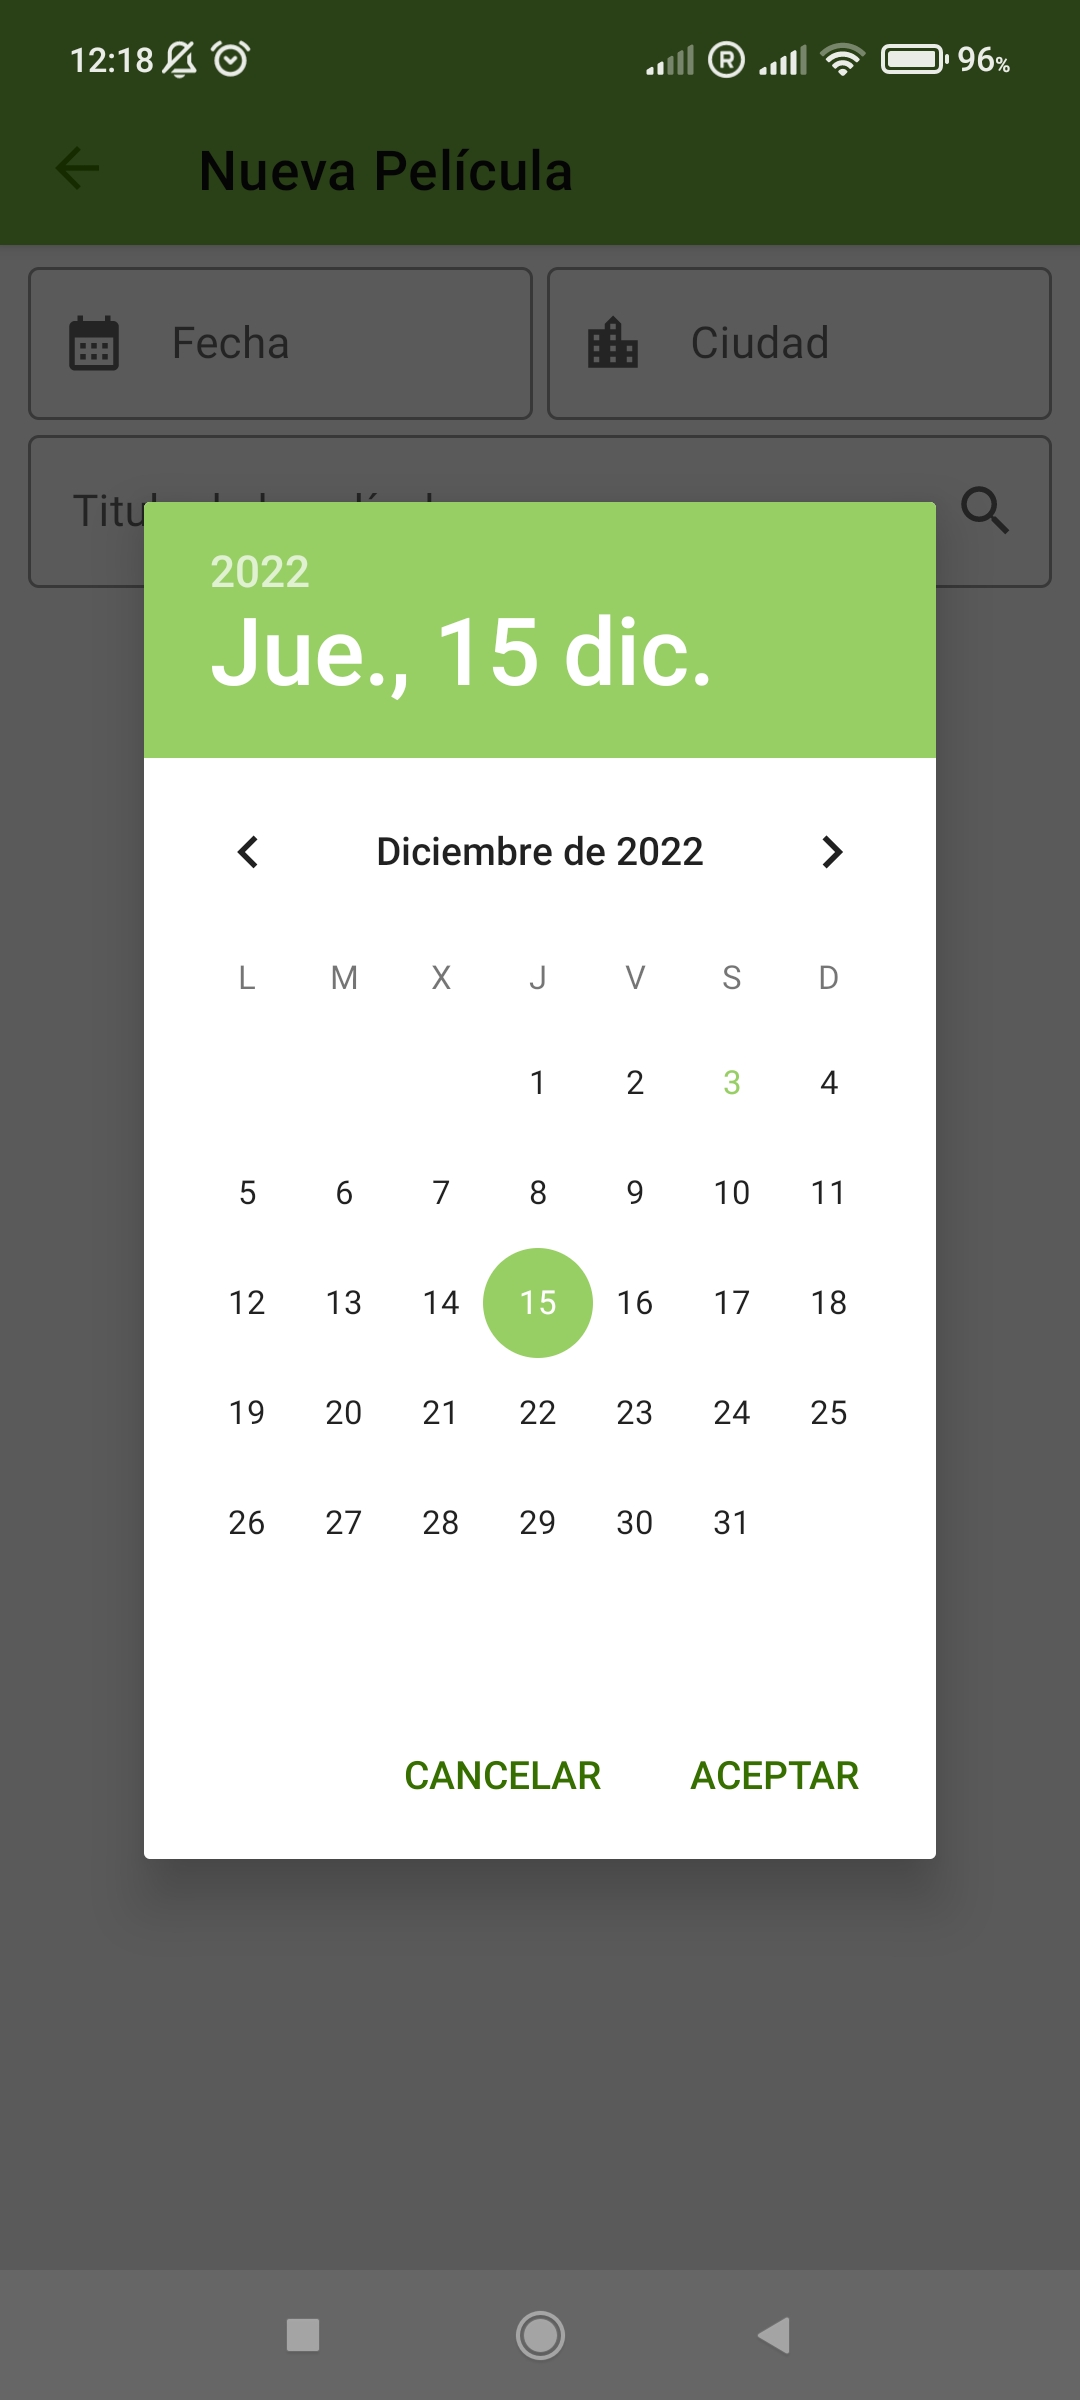 12:18 R 96%
Nueva Película
Fecha Ciudad
2022
Jue., 15 dic.
Diciembre de 2022
L M X J V S D
1 2 3 4
5 6 7 8 9 10 11
12 13 14 15 16 17 18
19 20 21 22 23 24 25
26 27 28 29 30 31
CANCELAR ACEPTAR